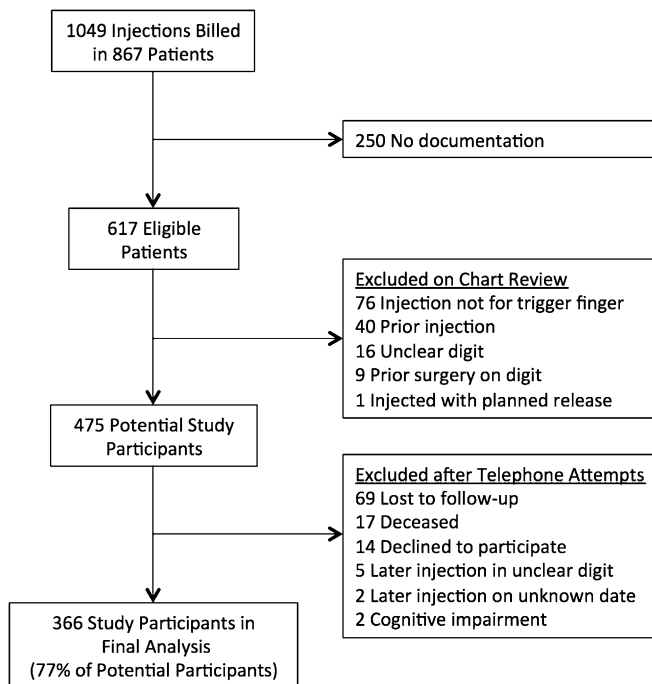 1049 Injections Billed
in 867 Patients
250 No documentation
617 Eligible
Patients
Excluded on Chart Review
76 Injection not for trigger finger
40 Prior injection
16 Unclear digit
9 Prior surgery on digit
1 Injected with planned release
475 Potential Study
Participants
Excluded after Telephone Attempts
69 Lost to follow-up
17 Deceased
14 Declined to participate
5 Later injection in unclear digit
2 Later injection on unknown date
2 Cognitive impairment
366 Study Participants in
Final Analysis
(77% of Potential Participants)